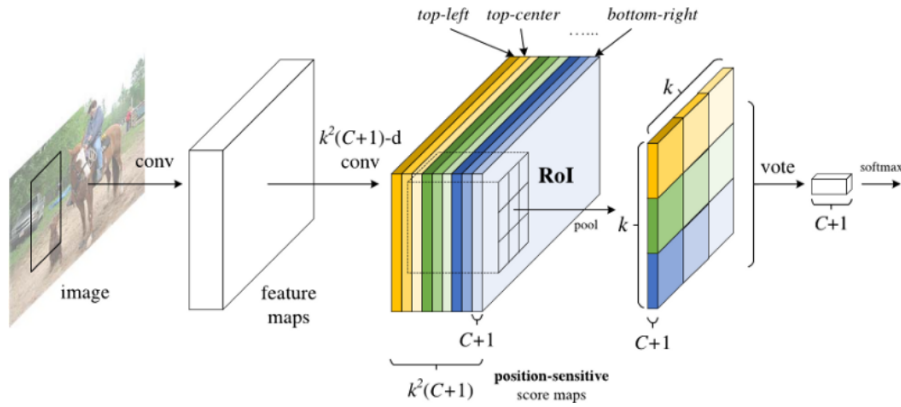 top-left top-center ...... bottom-right
conv
k²(C+1)-d
conv
RoI
pool
k
k
vote
softmax
C+1
image
feature
maps
C+1
C+1
k²(C+1)
position-sensitive
score maps